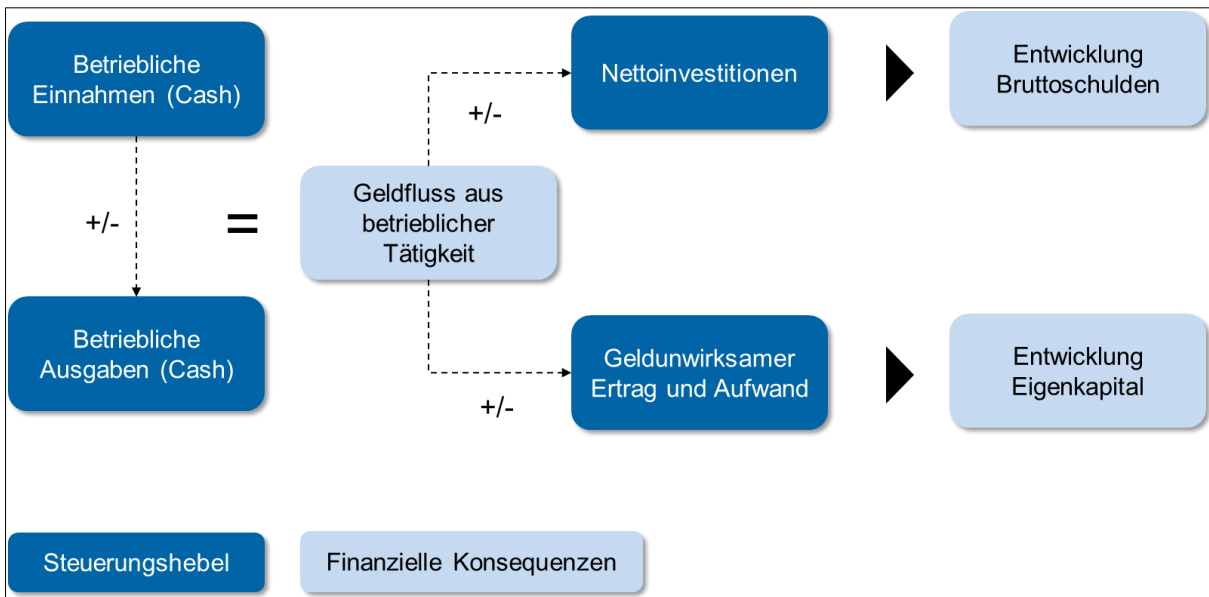 Betriebliche
Einnahmen (Cash)
+/-
Betriebliche
Ausgaben (Cash)
=
Geldfluss aus
betrieblicher
Tätigkeit
+/-
Nettoinvestitionen
Entwicklung
Bruttoschulden
+/-
Geldunwirksamer
Ertrag und Aufwand
Entwicklung
Eigenkapital
Steuerungshebel
Finanzielle Konsequenzen